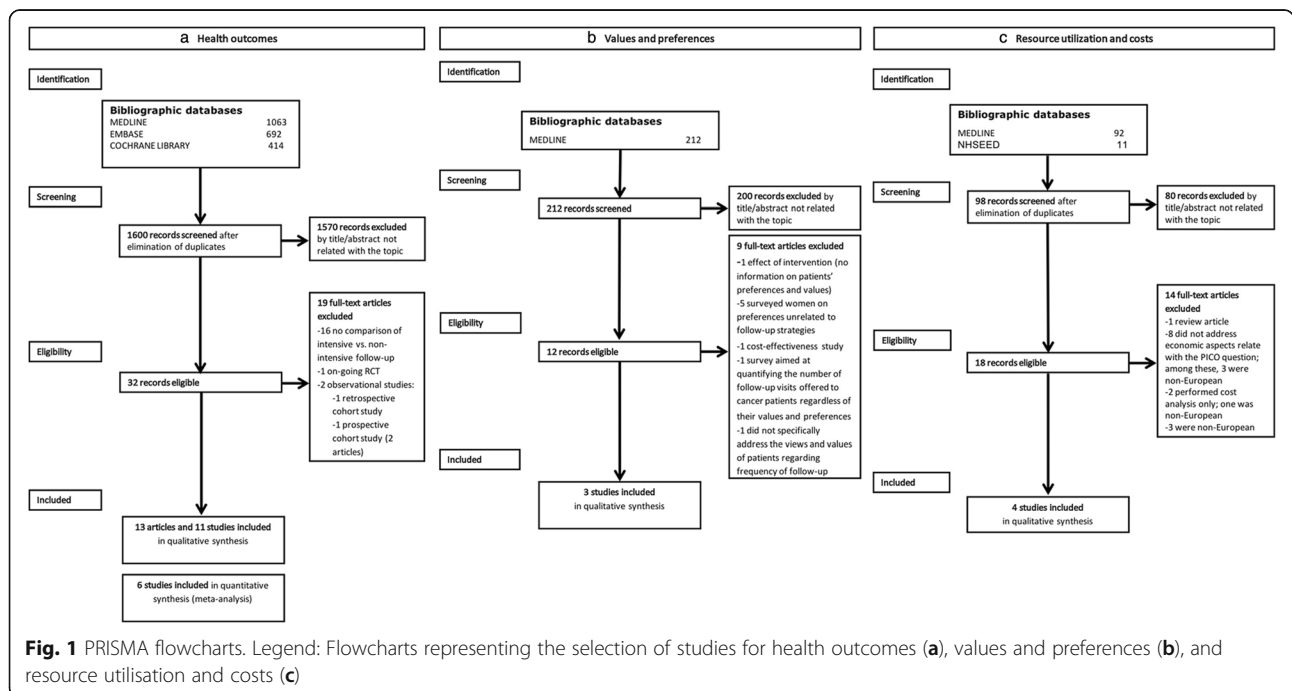 a Health outcomes
Identification
Bibliographic databases
MEDLINE 1063
EMBASE 692
COCHRANE LIBRARY 414
Screening
1600 records screened after
elimination of duplicates
1570 records excluded
by title/abstract not
related with the topic
Eligibility
32 records eligible
19 full-text articles
excluded
-16 no comparison of
intensive vs. non-
intensive follow-up
-1 on-going RCT
-2 observational studies:
-1 retrospective
cohort study
-1 prospective
cohort study (2
articles)
Included
13 articles and 11 studies included
in qualitative synthesis
6 studies included in quantitative
synthesis (meta-analysis)
b Values and preferences
Identification
Bibliographic databases
MEDLINE 212
Screening
212 records screened
200 records excluded by
title/abstract not related
with the topic
Eligibility
12 records eligible
9 full-text articles excluded
-1 effect of intervention (no
information on patients'
preferences and values)
-5 surveyed women on
preferences unrelated to
follow-up strategies
-1 cost-effectiveness study
-1 survey aimed at
quantifying the number of
follow-up visits offered to
cancer patients regardless of
their values and preferences
-1 did not specifically
address the views and values
of patients regarding
frequency of follow-up
Included
3 studies included
in qualitative synthesis
c Resource utilization and costs
Identification
Bibliographic databases
MEDLINE 92
NHSEED 11
Screening
98 records screened after
elimination of duplicates
80 records excluded by
title/abstract not related
with the topic
Eligibility
18 records eligible
14 full-text articles
excluded
-1 review article
-8 did not address
economic aspects relate
with the PICO question;
among these, 3 were
non-European
-2 performed cost
analysis only; one was
non-European
-3 were non-European
Included
4 studies included
in qualitative synthesis
Fig. 1 PRISMA flowcharts. Legend: Flowcharts representing the selection of studies for health outcomes (a), values and preferences (b), and
resource utilisation and costs (c)